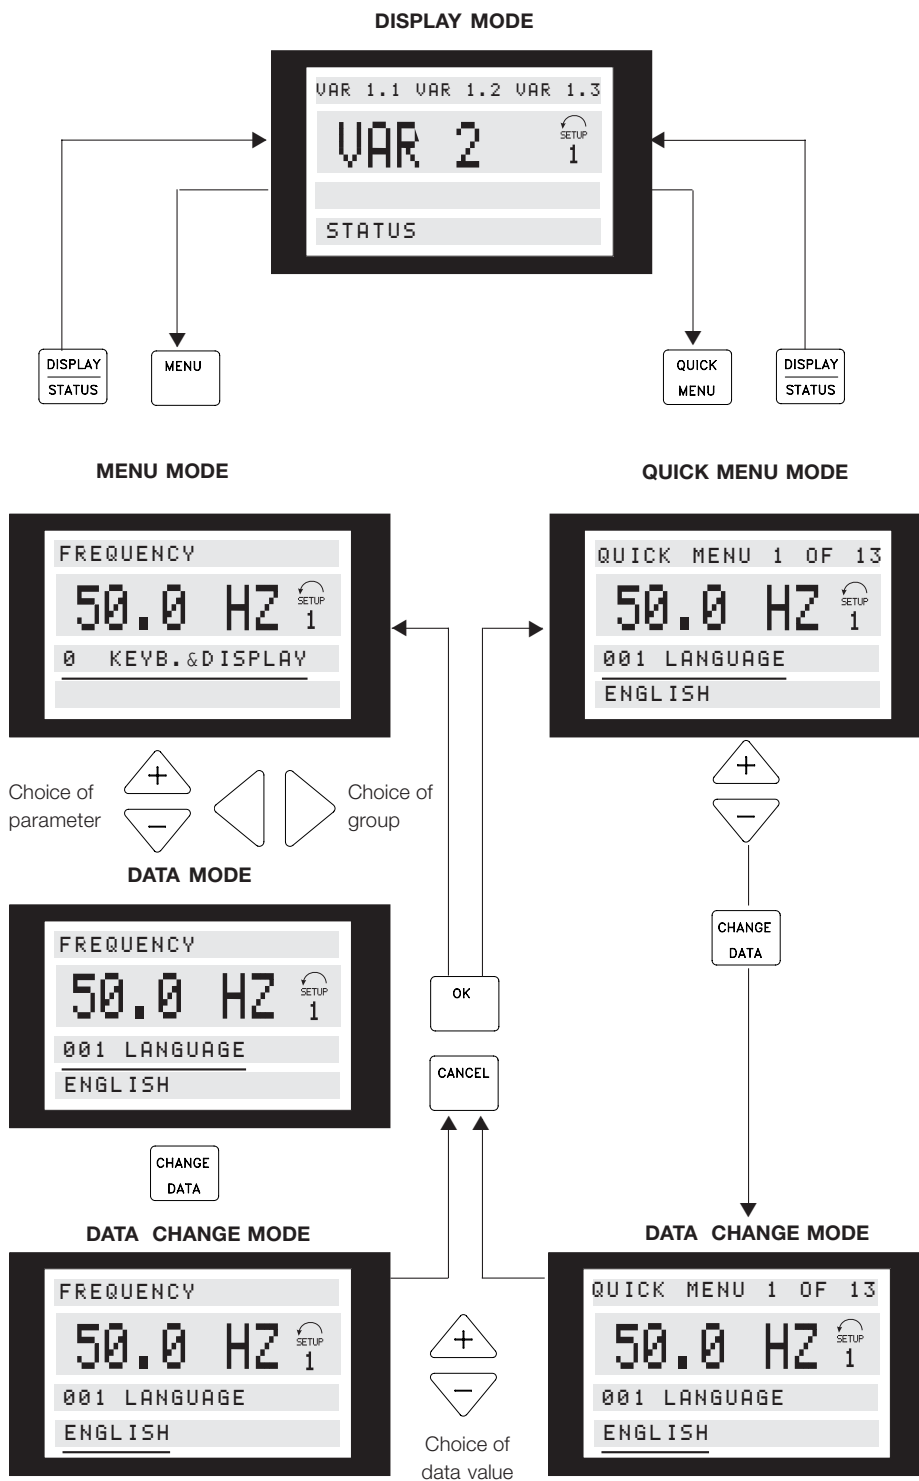 DISPLAY MODE
VAR 1.1 VAR 1.2 VAR 1.3
VAR 2
SETUP
1
STATUS
DISPLAY
STATUS
MENU
QUICK
MENU
DISPLAY
STATUS
MENU MODE
FREQUENCY
50.0 HZ
SETUP
1
0 KEYB.&DISPLAY
Choice of
parameter
+
−
Choice of
group
QUICK MENU MODE
QUICK MENU 1 OF 13
50.0 HZ
SETUP
1
001 LANGUAGE
ENGLISH
+
−
CHANGE
DATA
DATA MODE
FREQUENCY
50.0 HZ
SETUP
1
001 LANGUAGE
ENGLISH
CHANGE
DATA
OK
CANCEL
DATA CHANGE MODE
FREQUENCY
50.0 HZ
SETUP
1
001 LANGUAGE
ENGLISH
+
−
Choice of
data value
DATA CHANGE MODE
QUICK MENU 1 OF 13
50.0 HZ
SETUP
1
001 LANGUAGE
ENGLISH